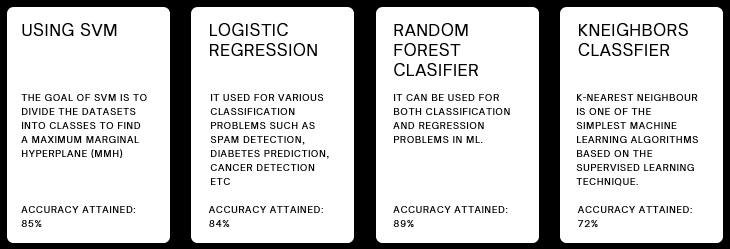 USING SVM
THE GOAL OF SVM IS TO
DIVIDE THE DATASETS
INTO CLASSES TO FIND
A MAXIMUM MARGINAL
HYPERPLANE (MMH)
ACCURACY ATTAINED:
85%
LOGISTIC
REGRESSION
IT USED FOR VARIOUS
CLASSIFICATION
PROBLEMS SUCH AS
SPAM DETECTION,
DIABETES PREDICTION,
CANCER DETECTION
ETC
ACCURACY ATTAINED:
84%
RANDOM
FOREST
CLASIFIER
IT CAN BE USED FOR
BOTH CLASSIFICATION
AND REGRESSION
PROBLEMS IN ML.
ACCURACY ATTAINED:
89%
KNEIGHBORS
CLASSFIER
K-NEAREST NEIGHBOUR
IS ONE OF THE
SIMPLEST MACHINE
LEARNING ALGORITHMS
BASED ON THE
SUPERVISED LEARNING
TECHNIQUE.
ACCURACY ATTAINED:
72%